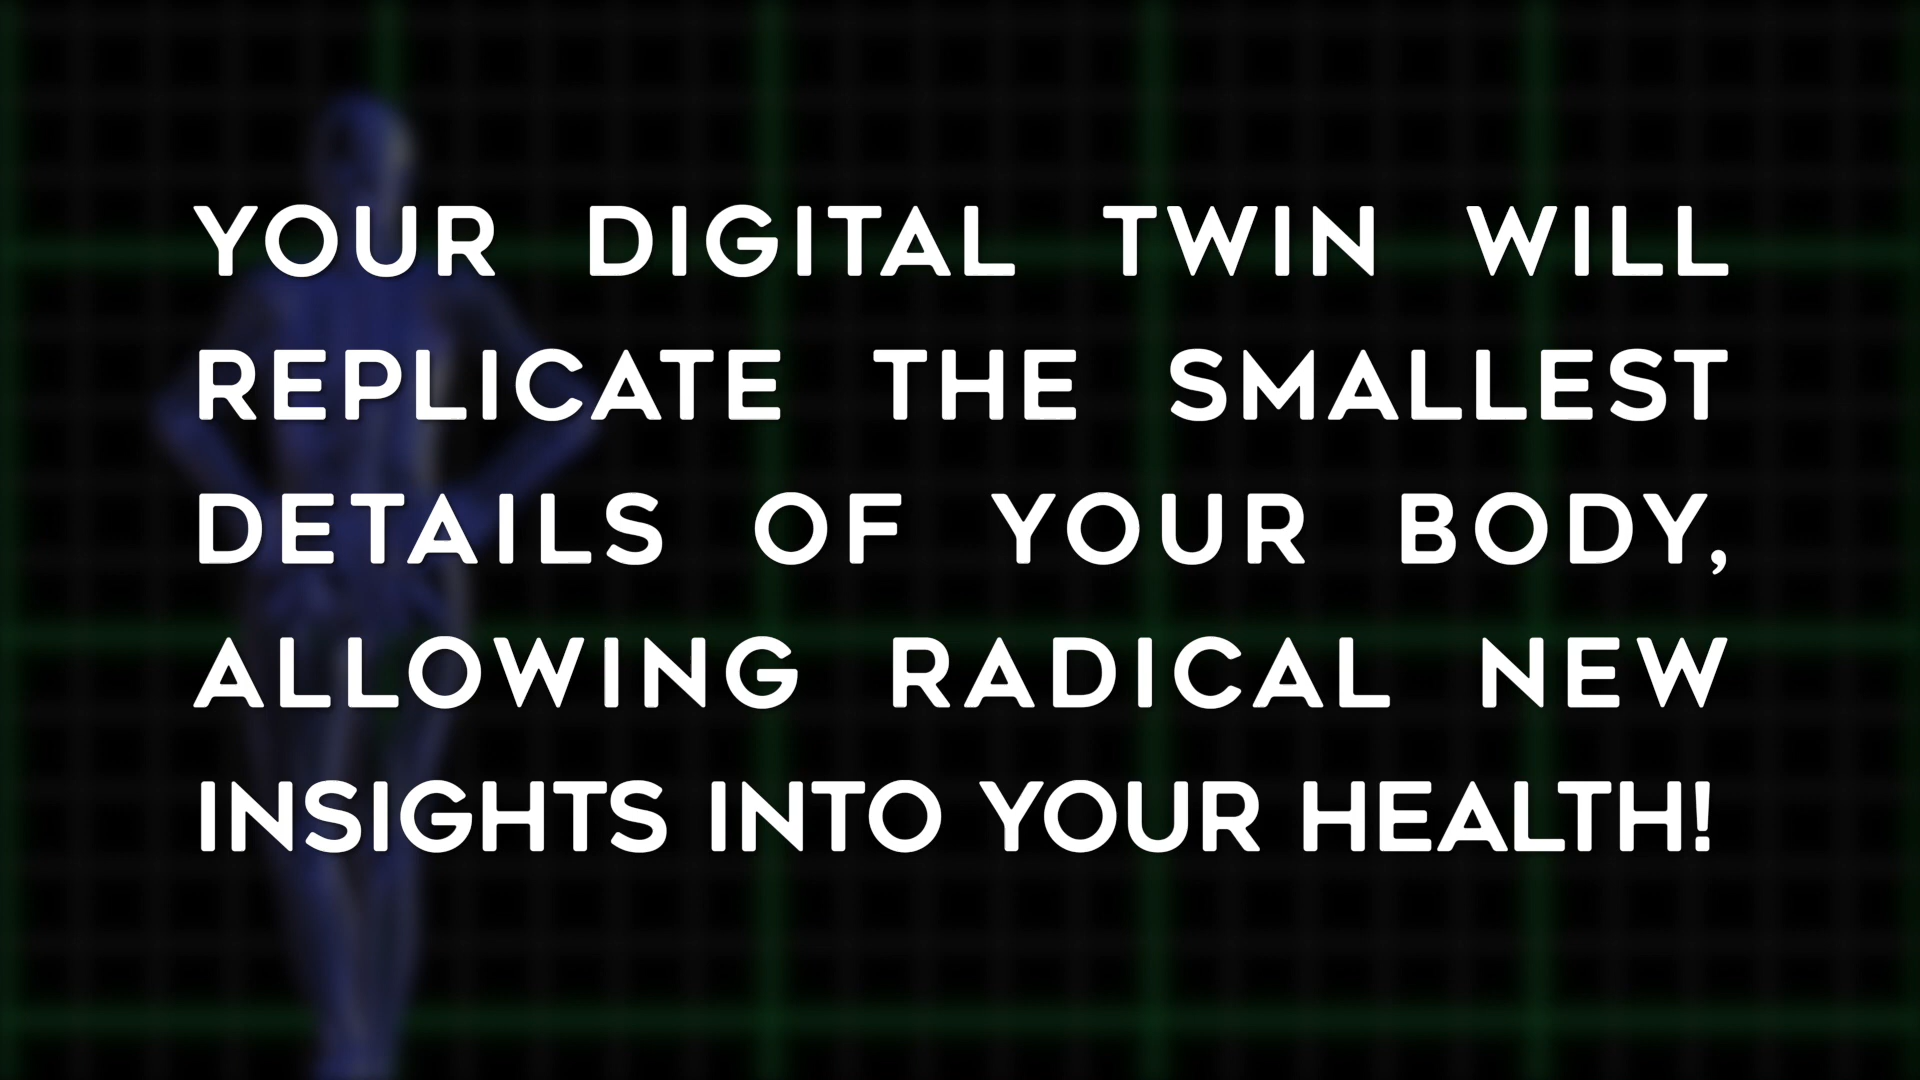 YOUR DIGITAL TWIN WILL
REPLICATE THE SMALLEST
DETAILS OF YOUR BODY,
ALLOWING RADICAL NEW
INSIGHTS INTO YOUR HEALTH!